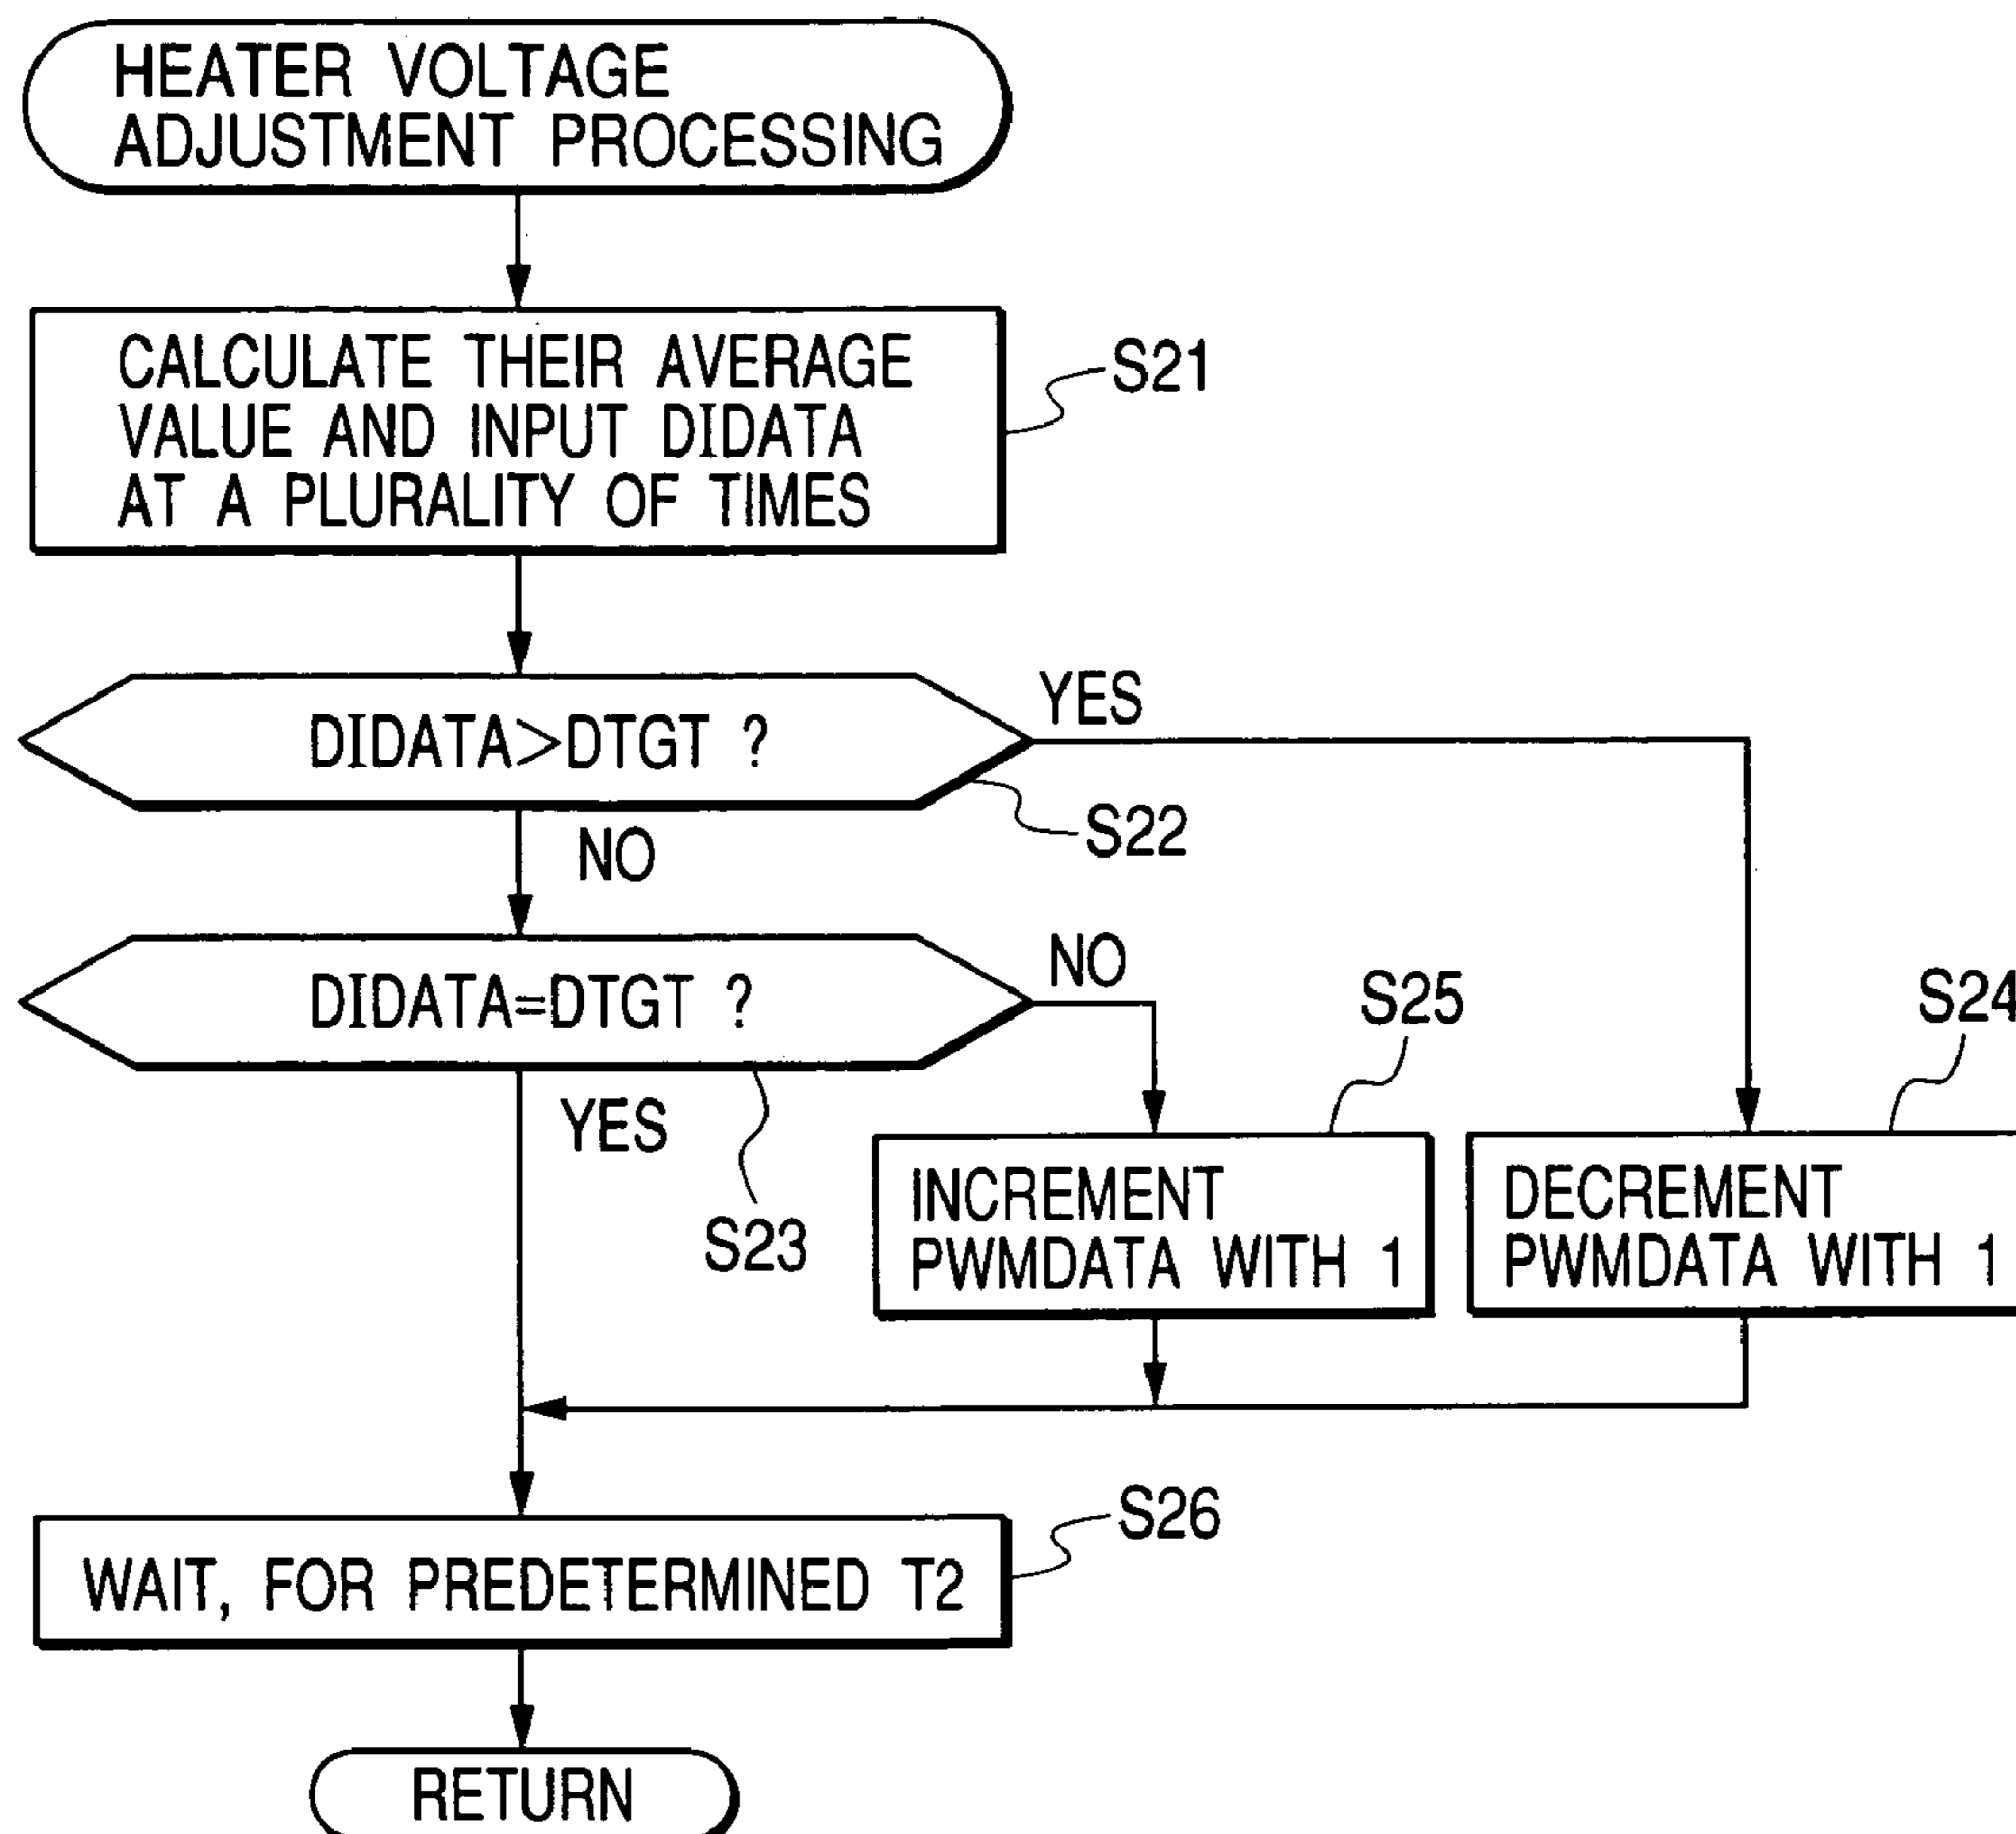 HEATER VOLTAGE
ADJUSTMENT PROCESSING
CALCULATE THEIR AVERAGE
VALUE AND INPUT DIDATA
AT A PLURALITY OF TIMES
S21
DIDATA>DTGT ?
YES
S22
NO
DIDATA=DTGT ?
NO
S25
S24
YES
S23
INCREMENT
PWMDATA WITH 1
DECREMENT
PWMDATA WITH 1
S26
WAIT, FOR PREDETERMINED T2
RETURN